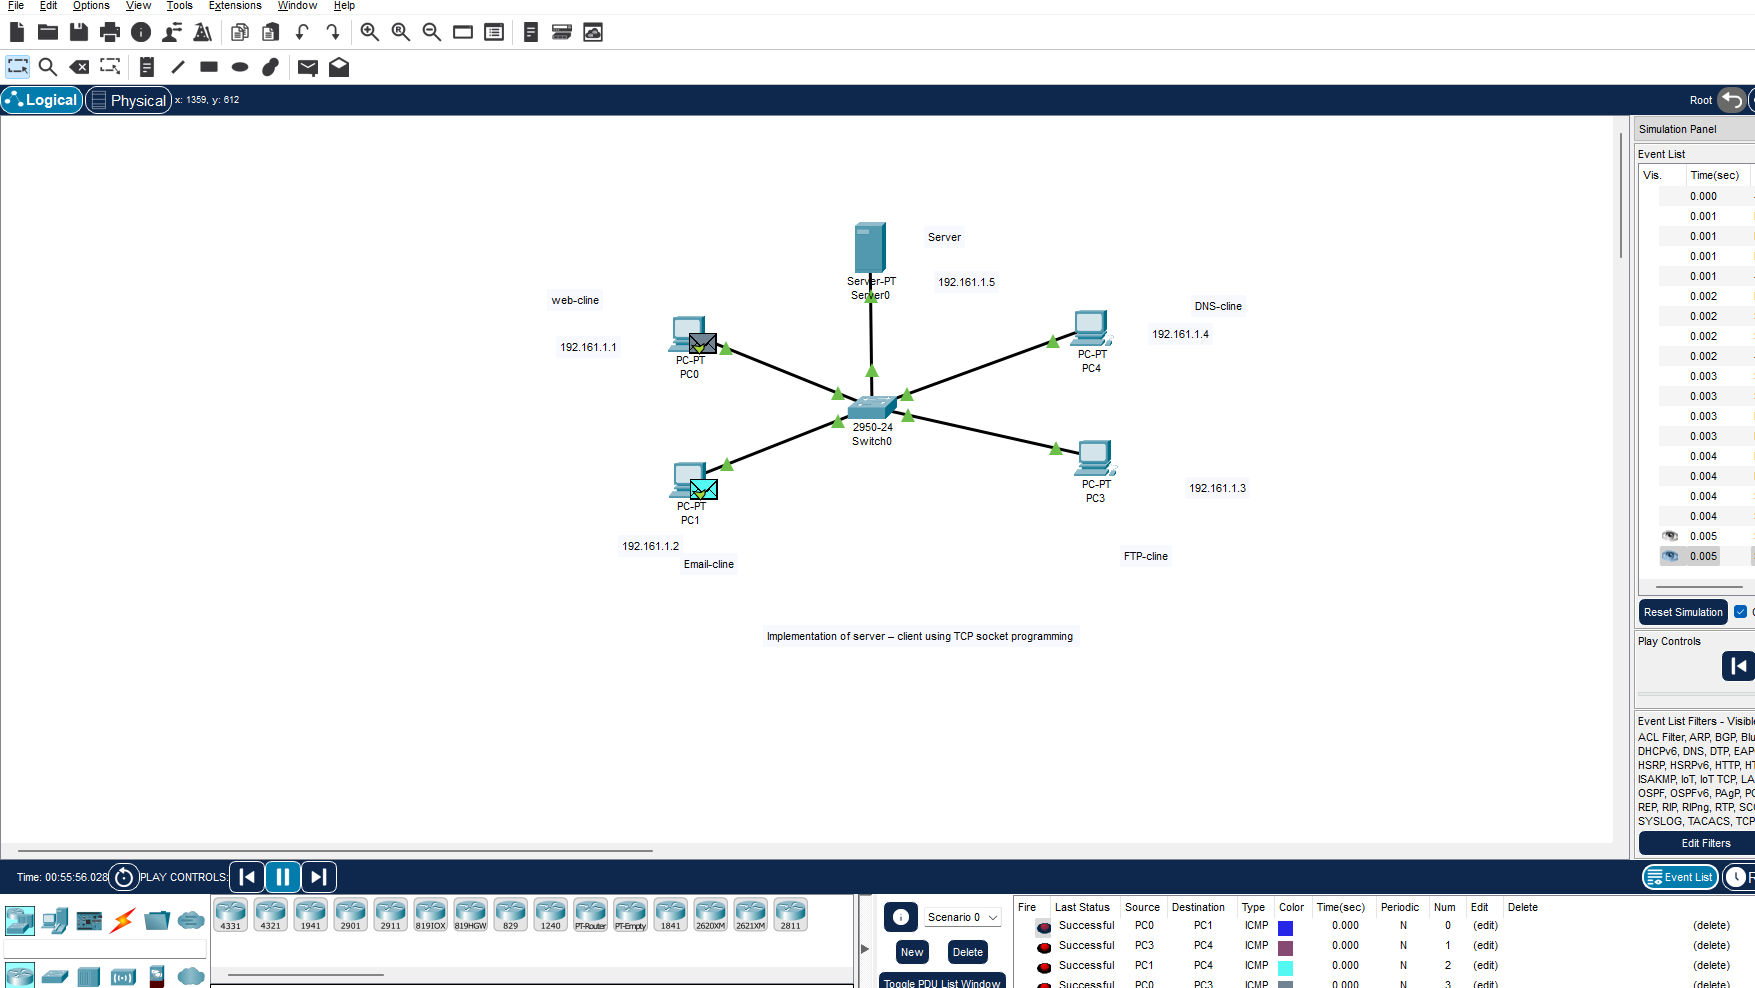 File Edit Options View Tools Extensions Window Help
Logical Physical x: 1359, y: 612 Root
Simulation Panel
Event List
Vis. Time(sec)
0.000
0.001
0.001
0.001
0.001
0.002
0.002
0.002
0.002
0.003
0.003
0.003
0.003
0.004
0.004
0.004
0.004
0.005
0.005
Reset Simulation
Play Controls
Event List Filters - Visible
ACL Filter, ARP, BGP, Blu
DHCPv6, DNS, DTP, EAP
HSRP, HSRPv6, HTTP, HT
ISAKMP, IoT, IoT TCP, LA
OSPF, OSPFv6, PAgP, PO
REP, RIP, RIPng, RTP, SCC
SYSLOG, TACACS, TCP
Edit Filters
Server
Server-PT
Server0
192.161.1.5
web-cline
192.161.1.1
PC-PT
PC0
DNS-cline
192.161.1.4
PC-PT
PC4
2950-24
Switch0
PC-PT
PC1
192.161.1.2
Email-cline
PC-PT
PC3
192.161.1.3
FTP-cline
Implementation of server – client using TCP socket programming
Time: 00:55:56.028 PLAY CONTROLS: Event List R
4331 4321 1941 2901 2911 819IOX 819HGW 829 1240 PT-Router PT-Empty 1841 2620XM 2621XM 2811
Scenario 0
New Delete
Toggle PDU List Window
Fire Last Status Source Destination Type Color Time(sec) Periodic Num Edit Delete
Successful PC0 PC1 ICMP 0.000 N 0 (edit) (delete)
Successful PC3 PC4 ICMP 0.000 N 1 (edit) (delete)
Successful PC1 PC4 ICMP 0.000 N 2 (edit) (delete)
Successful PC0 PC3 ICMP 0.000 N 3 (edit) (delete)